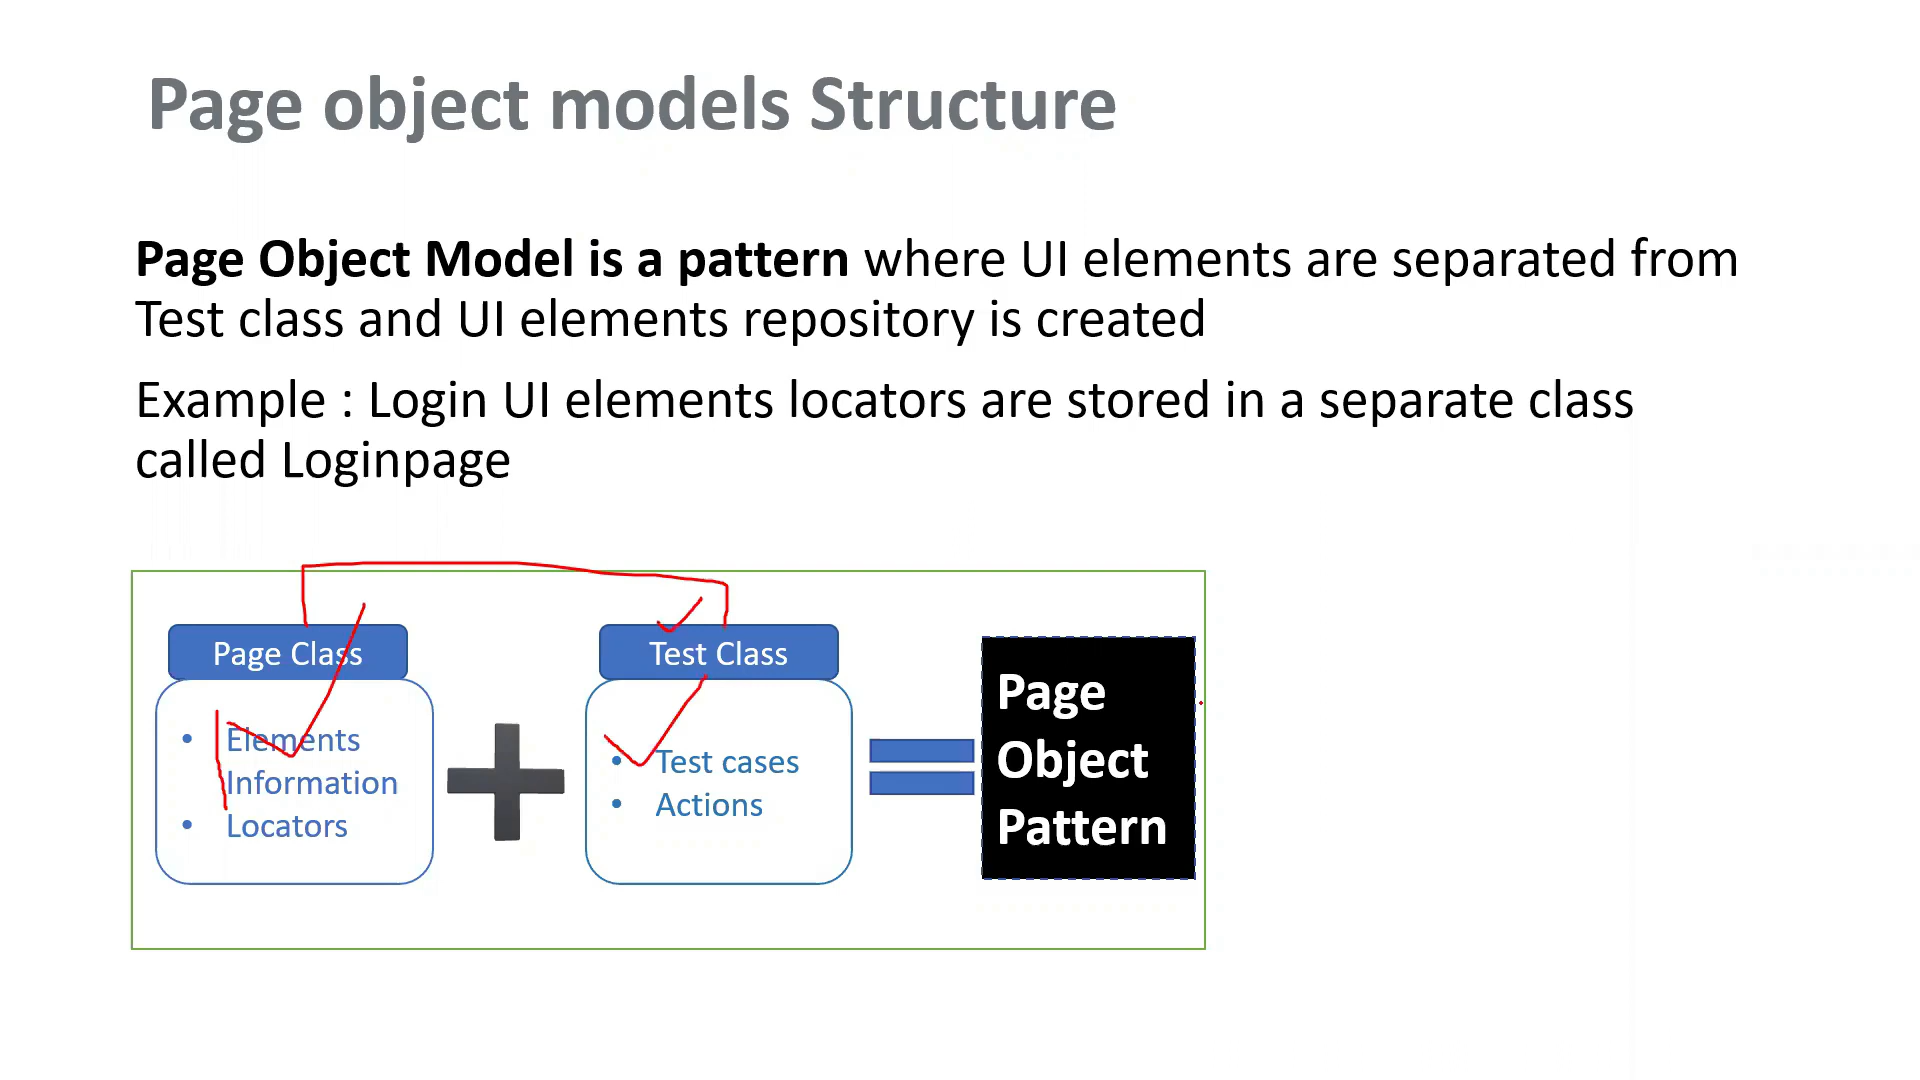 Page object models Structure
Page Object Model is a pattern where UI elements are separated from
Test class and UI elements repository is created
Example : Login UI elements locators are stored in a separate class
called Loginpage
Page Class
• Elements
Information
• Locators
Test Class
• Test cases
• Actions
Page
Object
Pattern